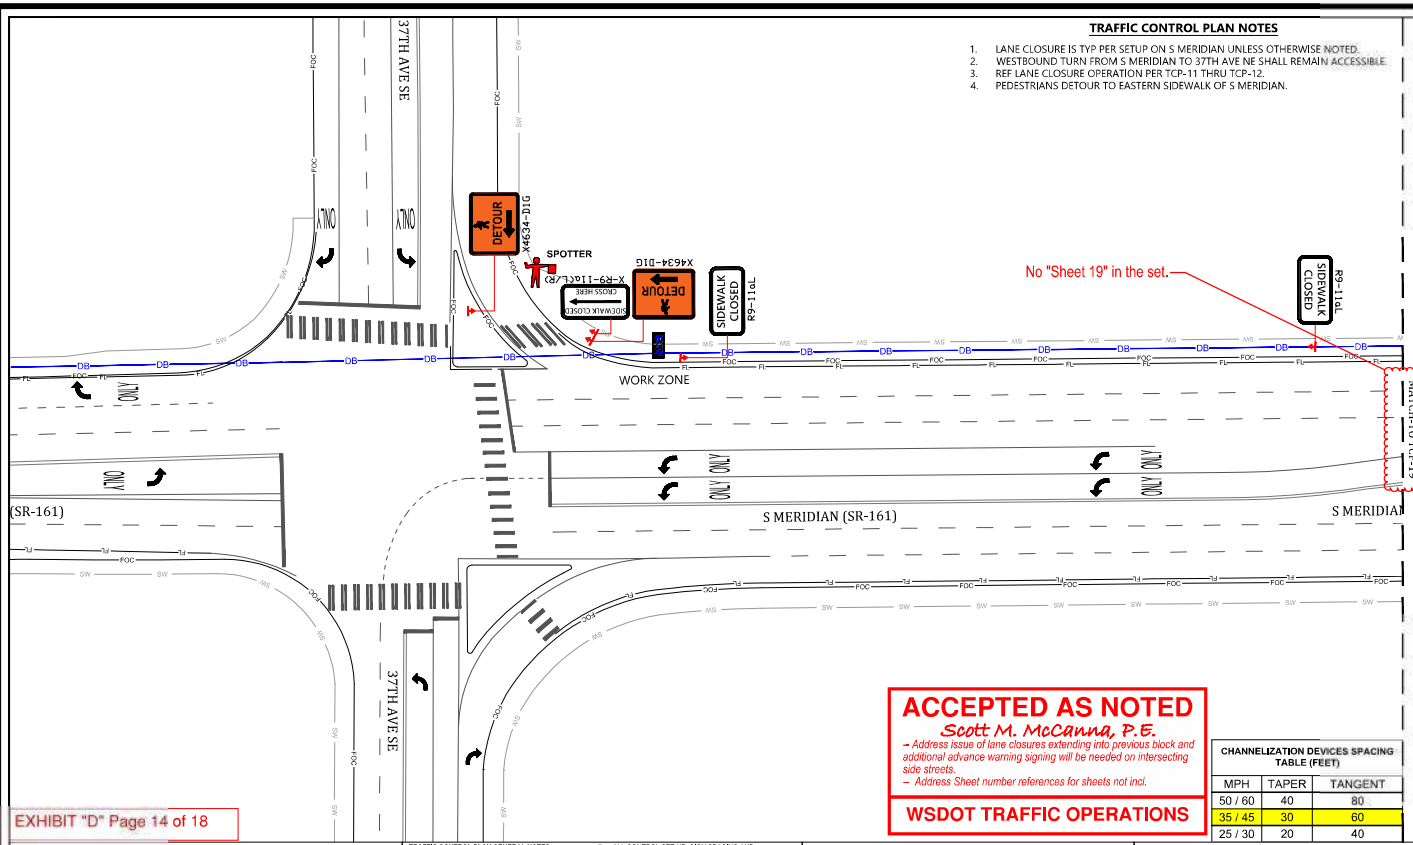 TRAFFIC CONTROL PLAN NOTES
1. LANE CLOSURE IS TYP PER SETUP ON S MERIDIAN UNLESS OTHERWISE NOTED.
2. WESTBOUND TURN FROM S MERIDIAN TO 37TH AVE NE SHALL REMAIN ACCESSIBLE.
3. REF LANE CLOSURE OPERATION PER TCP-11 THRU TCP-12.
4. PEDESTRIANS DETOUR TO EASTERN SIDEWALK OF S MERIDIAN.
37TH AVE SE
ONLY
ONLY
DETOUR
X4634-D1G
SPOTTER
X-R9-11a(L/R)
CROSS HERE
SIDEWALK CLOSED
X4634-D1G
DETOUR
SIDEWALK
CLOSED
R9-11aL
No "Sheet 19" in the set.
SIDEWALK
CLOSED
R9-11aL
FOC
SW
DB
FL
WORK ZONE
ONLY
ONLY
ONLY
ONLY
ONLY
ONLY
(SR-161)
S MERIDIAN (SR-161)
S MERIDIAN
37TH AVE SE
ACCEPTED AS NOTED
Scott M. McCanna, P.E.
- Address issue of lane closures extending into previous block and
additional advance warning signing will be needed on intersecting
side streets.
- Address Sheet number references for sheets not incl.
WSDOT TRAFFIC OPERATIONS
CHANNELIZATION DEVICES SPACING
TABLE (FEET)
MPH TAPER TANGENT
50 / 60 40 80
35 / 45 30 60
25 / 30 20 40
EXHIBIT "D" Page 14 of 18